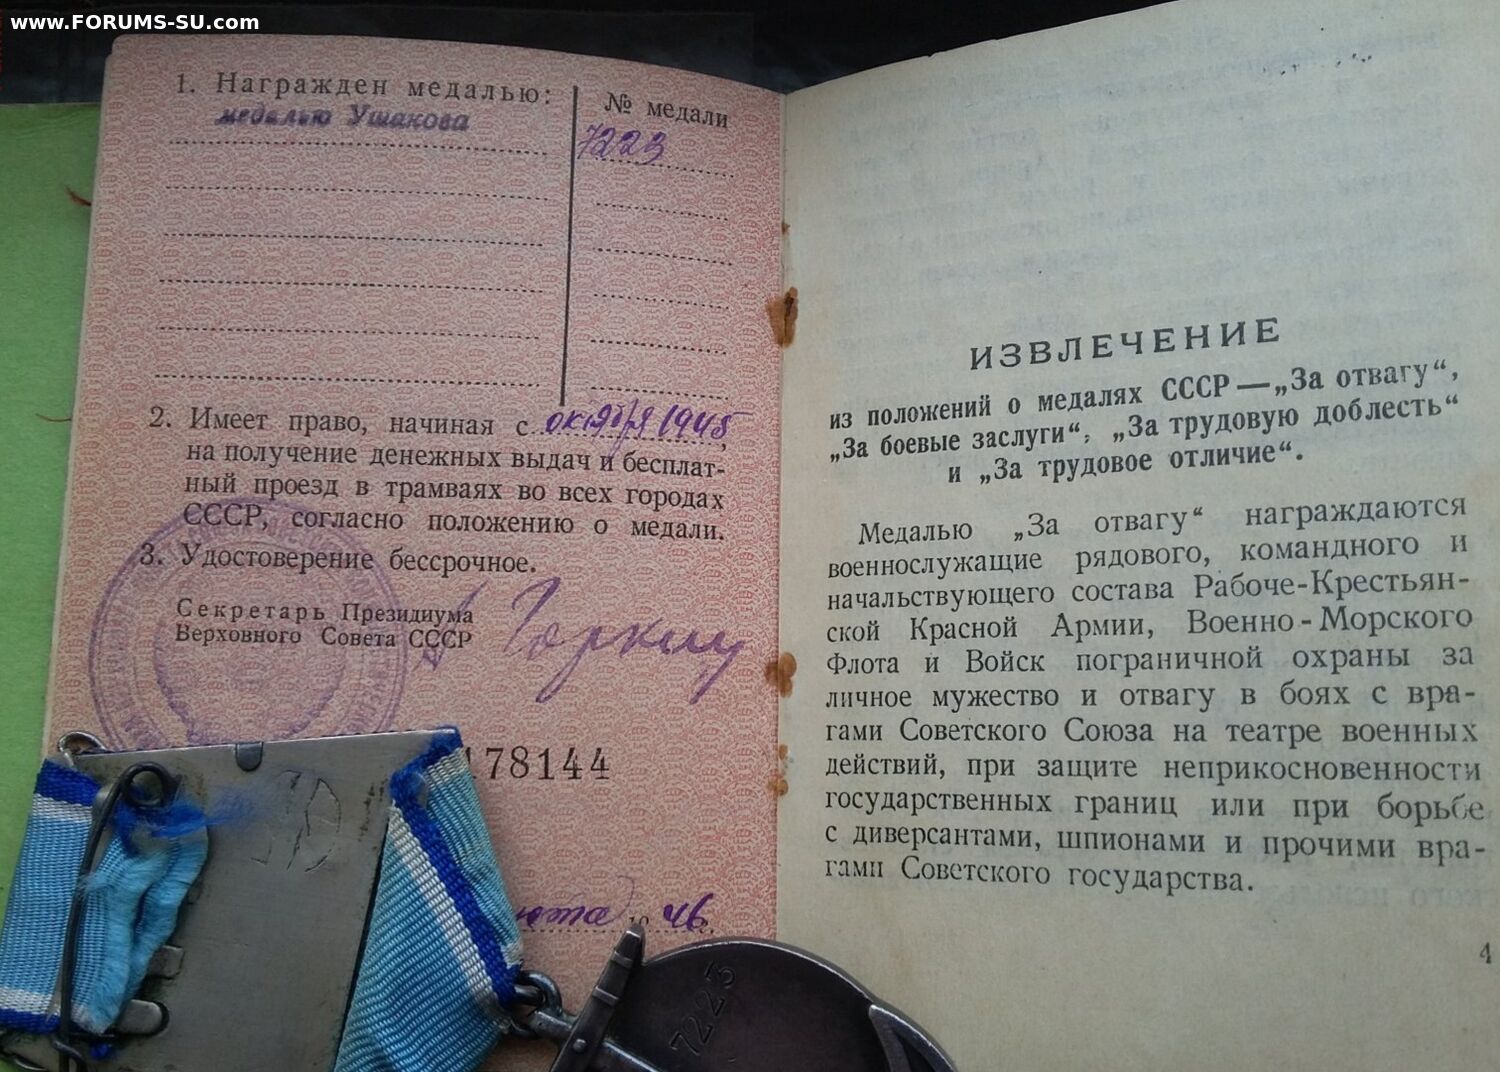 www.FORUMS-SU.com
1. Награжден медалью:
медалью Ушакова
№ медали
7223
2. Имеет право, начиная с октября 1945,
на получение денежных выдач и бесплат-
ный проезд в трамваях во всех городах
СССР, согласно положению о медали.
3. Удостоверение бессрочное.
Секретарь Президиума
Верховного Совета СССР
Горкин
178144
46
7223
ИЗВЛЕЧЕНИЕ
из положений о медалях СССР — „За отвагу“,
„За боевые заслуги“, „За трудовую доблесть“
и „За трудовое отличие“.
Медалью „За отвагу“ награждаются
военнослужащие рядового, командного и
начальствующего состава Рабоче-Крестьян-
ской Красной Армии, Военно-Морского
Флота и Войск пограничной охраны за
личное мужество и отвагу в боях с вра-
гами Советского Союза на театре военных
действий, при защите неприкосновенности
государственных границ или при борьбе
с диверсантами, шпионами и прочими вра-
гами Советского государства.
4